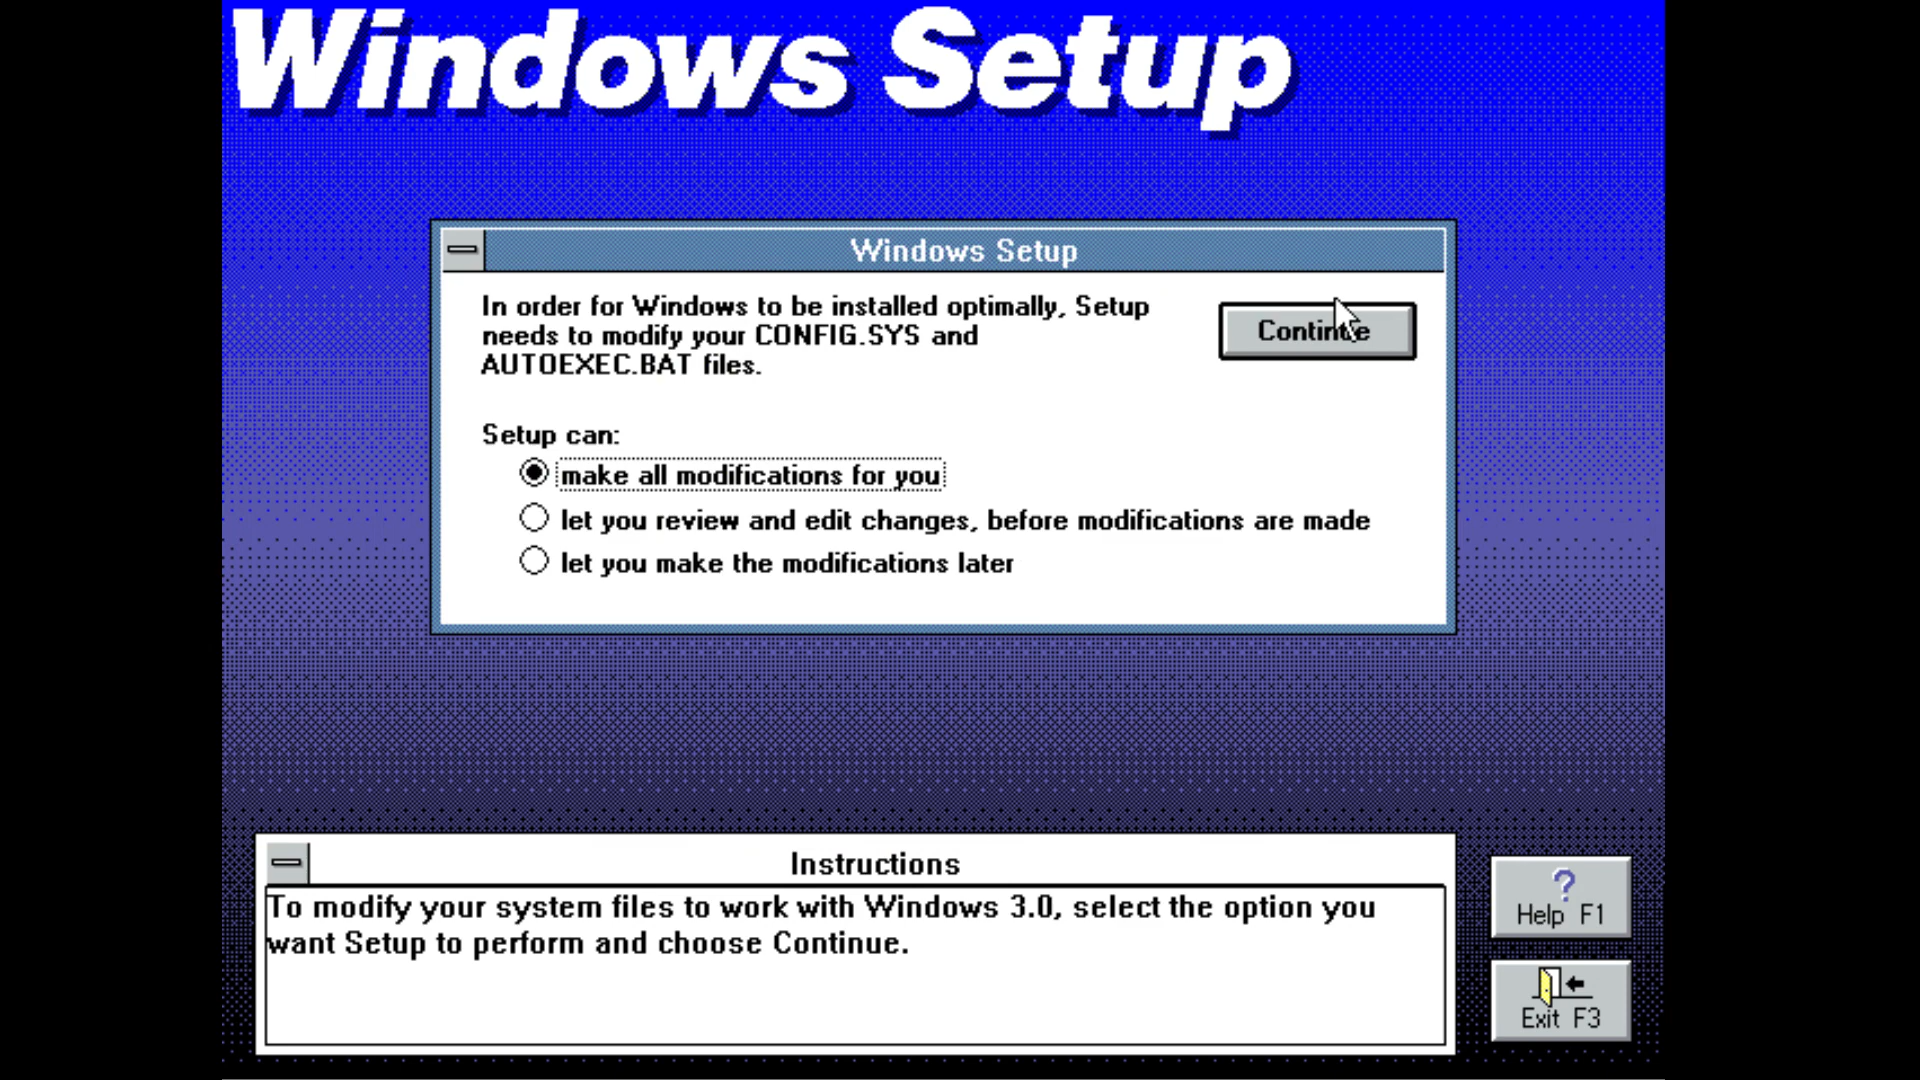 Windows Setup
Windows Setup
In order for Windows to be installed optimally, Setup
needs to modify your CONFIG.SYS and
AUTOEXEC.BAT files.
Continue
Setup can:
make all modifications for you
let you review and edit changes, before modifications are made
let you make the modifications later
Instructions
To modify your system files to work with Windows 3.0, select the option you
want Setup to perform and choose Continue.
?
Help F1
Exit F3